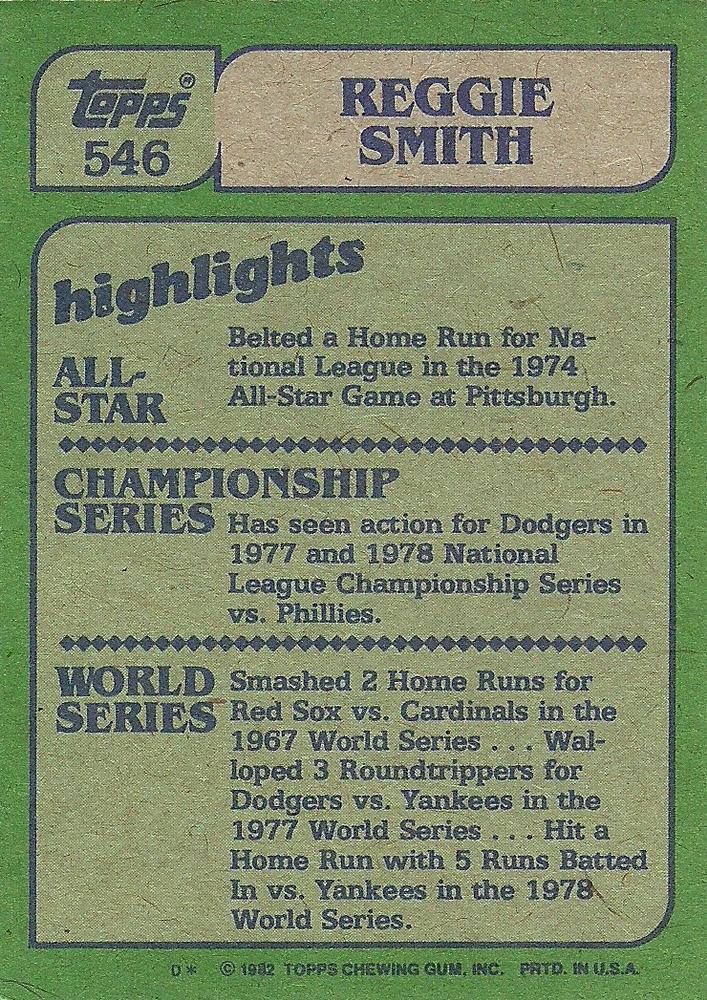 topps®
546
REGGIE
SMITH
highlights
ALL-
STAR
Belted a Home Run for Na-
tional League in the 1974
All-Star Game at Pittsburgh.
CHAMPIONSHIP
SERIES
Has seen action for Dodgers in
1977 and 1978 National
League Championship Series
vs. Phillies.
WORLD
SERIES
Smashed 2 Home Runs for
Red Sox vs. Cardinals in the
1967 World Series . . . Wal-
loped 3 Roundtrippers for
Dodgers vs. Yankees in the
1977 World Series . . . Hit a
Home Run with 5 Runs Batted
In vs. Yankees in the 1978
World Series.
D* © 1982 TOPPS CHEWING GUM, INC. PRTD. IN U.S.A.